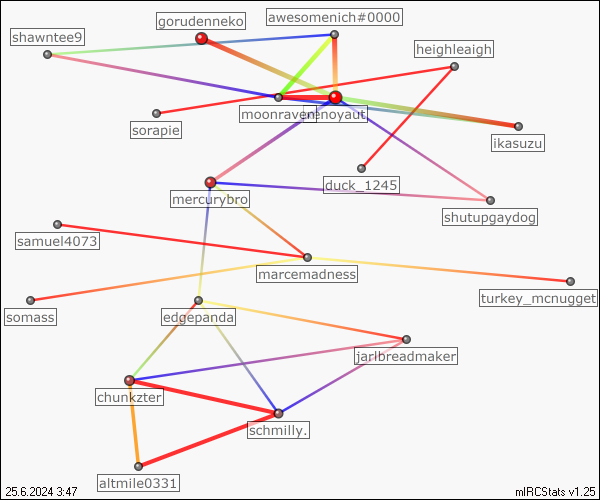 awesomenich#0000
gorudenneko
shawntee9
heighleaigh
moonraven
enoyaut
sorapie
ikasuzu
duck_1245
mercurybro
shutupgaydog
samuel4073
marcemadness
turkey_mcnugget
somass
edgepanda
jarlbreadmaker
chunkzter
schmilly.
altmile0331
25.6.2024 3:47
mIRCStats v1.25